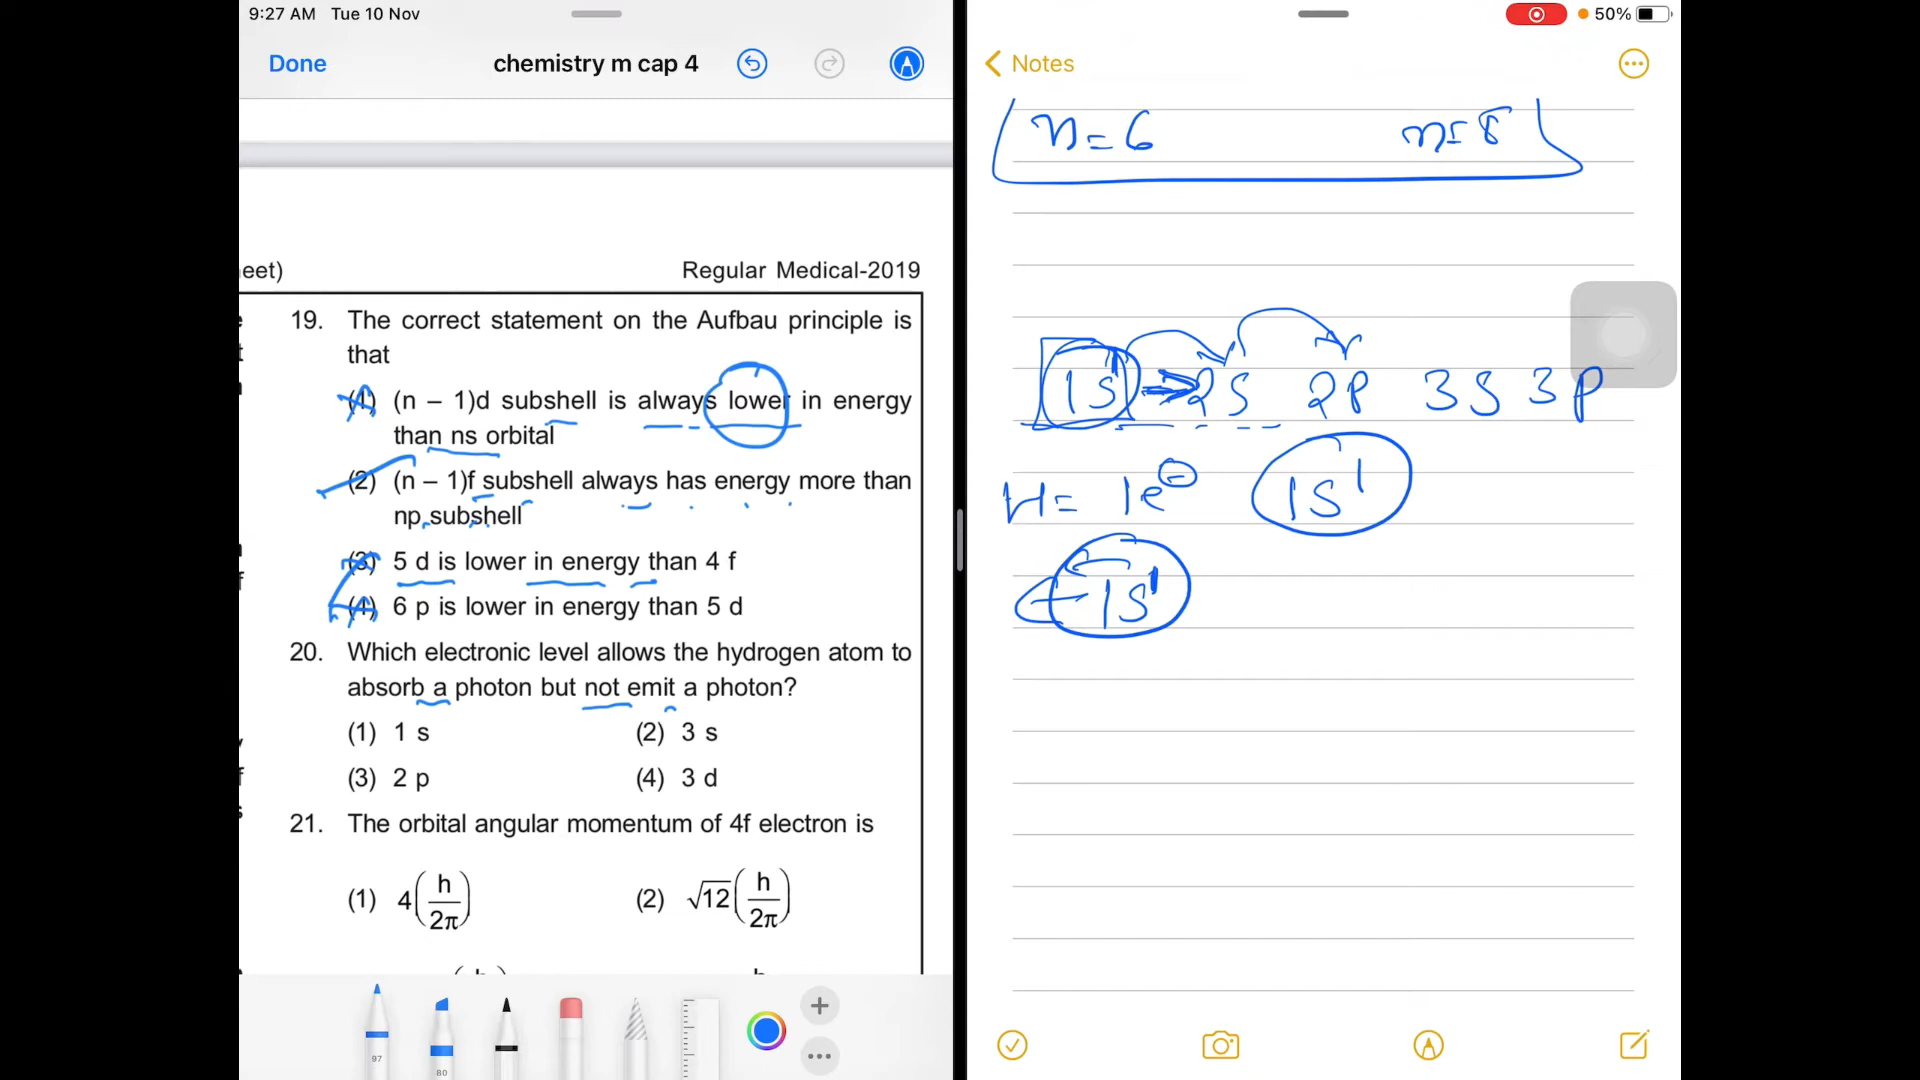 9:27 AM Tue 10 Nov
50%
Done
chemistry m cap 4
Notes
eet)
Regular Medical-2019
19. The correct statement on the Aufbau principle is
that
(1) (n – 1)d subshell is always lower in energy
than ns orbital
(2) (n – 1)f subshell always has energy more than
np subshell
(3) 5 d is lower in energy than 4 f
(4) 6 p is lower in energy than 5 d
20. Which electronic level allows the hydrogen atom to
absorb a photon but not emit a photon?
(1) 1 s (2) 3 s
(3) 2 p (4) 3 d
21. The orbital angular momentum of 4f electron is
(1) 4(h/2π) (2) √12(h/2π)
97
80
n=6 n=8
1s → 2s 2p 3s 3p
H= 1e⊖ 1s¹
1s¹